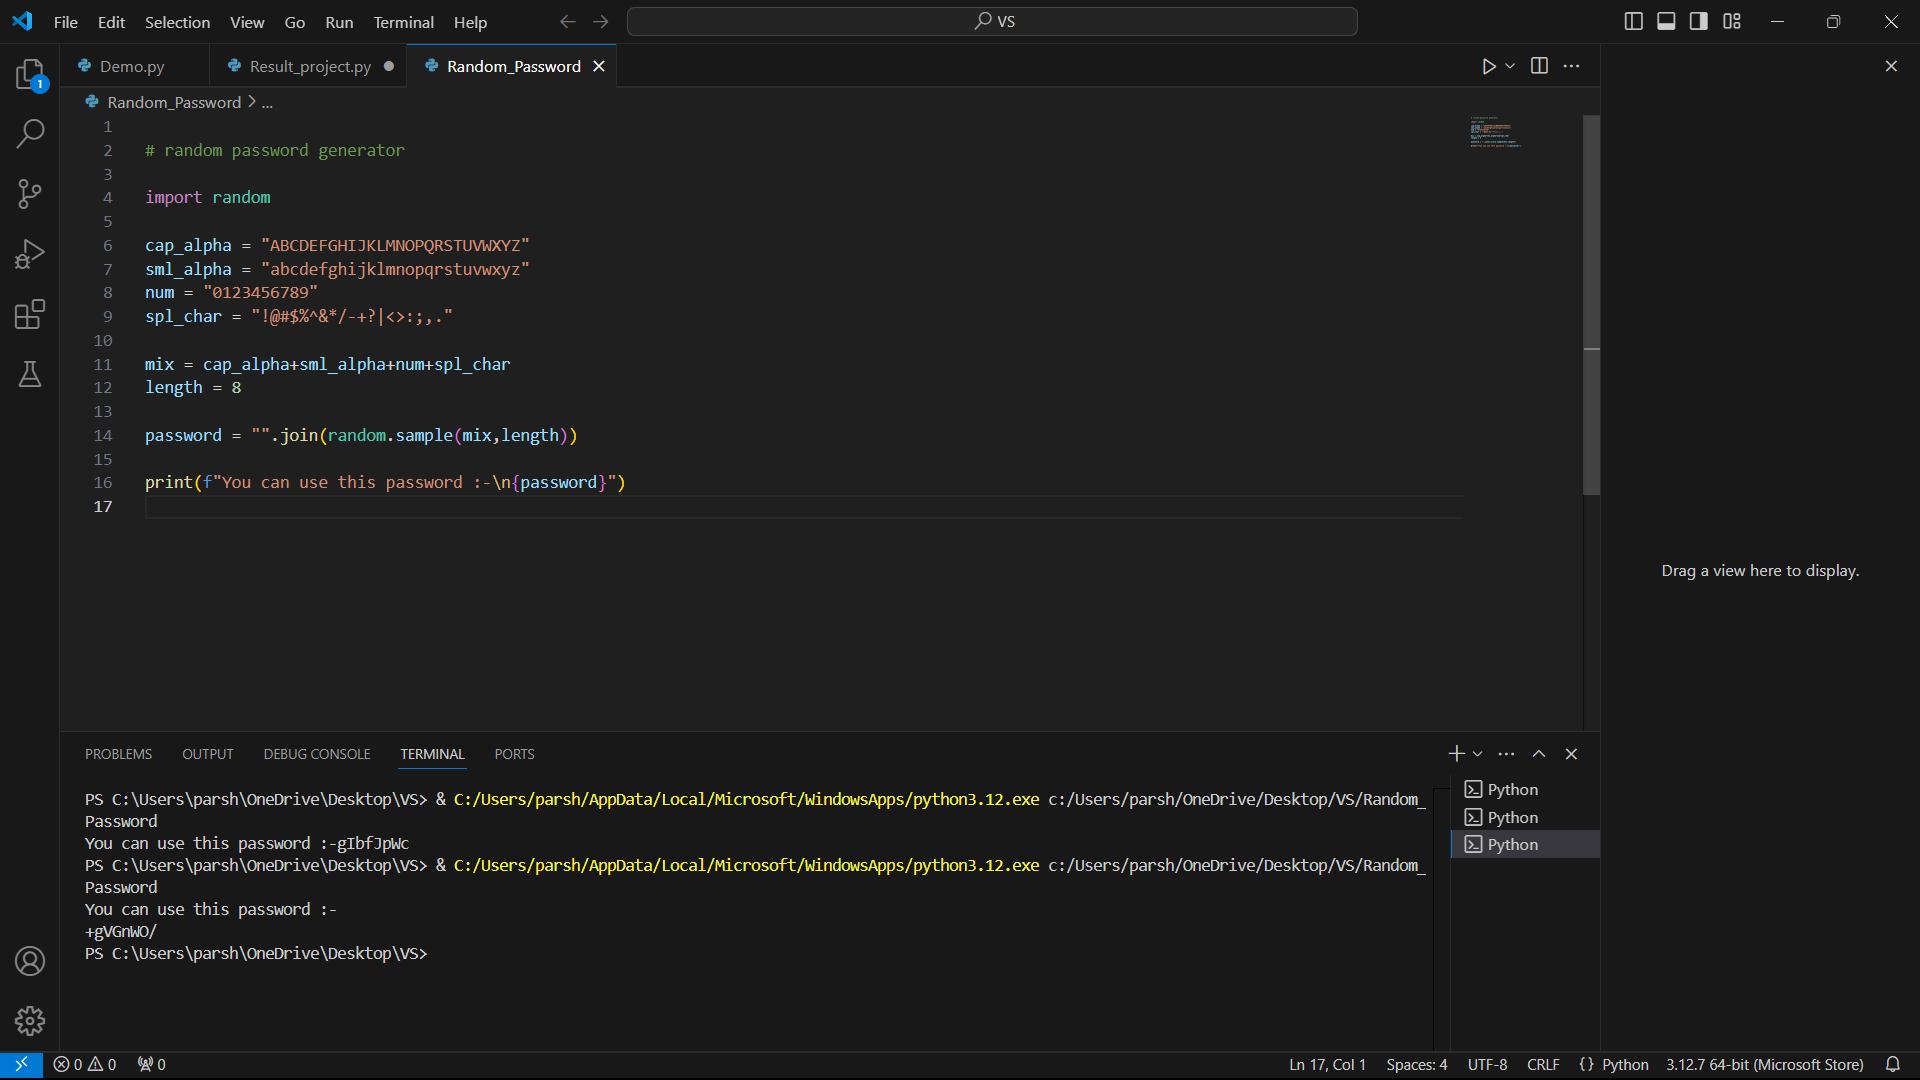 File Edit Selection View Go Run Terminal Help
VS
Demo.py
Result_project.py
Random_Password
1
Random_Password > ...
1
2 # random password generator
3
4 import random
5
6 cap_alpha = "ABCDEFGHIJKLMNOPQRSTUVWXYZ"
7 sml_alpha = "abcdefghijklmnopqrstuvwxyz"
8 num = "0123456789"
9 spl_char = "!@#$%^&*/-+?|<>:;,."
10
11 mix = cap_alpha+sml_alpha+num+spl_char
12 length = 8
13
14 password = "".join(random.sample(mix,length))
15
16 print(f"You can use this password :-\n{password}")
17
Drag a view here to display.
PROBLEMS OUTPUT DEBUG CONSOLE TERMINAL PORTS
PS C:\Users\parsh\OneDrive\Desktop\VS> & C:/Users/parsh/AppData/Local/Microsoft/WindowsApps/python3.12.exe c:/Users/parsh/OneDrive/Desktop/VS/Random_
Password
You can use this password :-gIbfJpWc
PS C:\Users\parsh\OneDrive\Desktop\VS> & C:/Users/parsh/AppData/Local/Microsoft/WindowsApps/python3.12.exe c:/Users/parsh/OneDrive/Desktop/VS/Random_
Password
You can use this password :-
+gVGnWO/
PS C:\Users\parsh\OneDrive\Desktop\VS>
Python
Python
Python
0 0 0
Ln 17, Col 1 Spaces: 4 UTF-8 CRLF {} Python 3.12.7 64-bit (Microsoft Store)